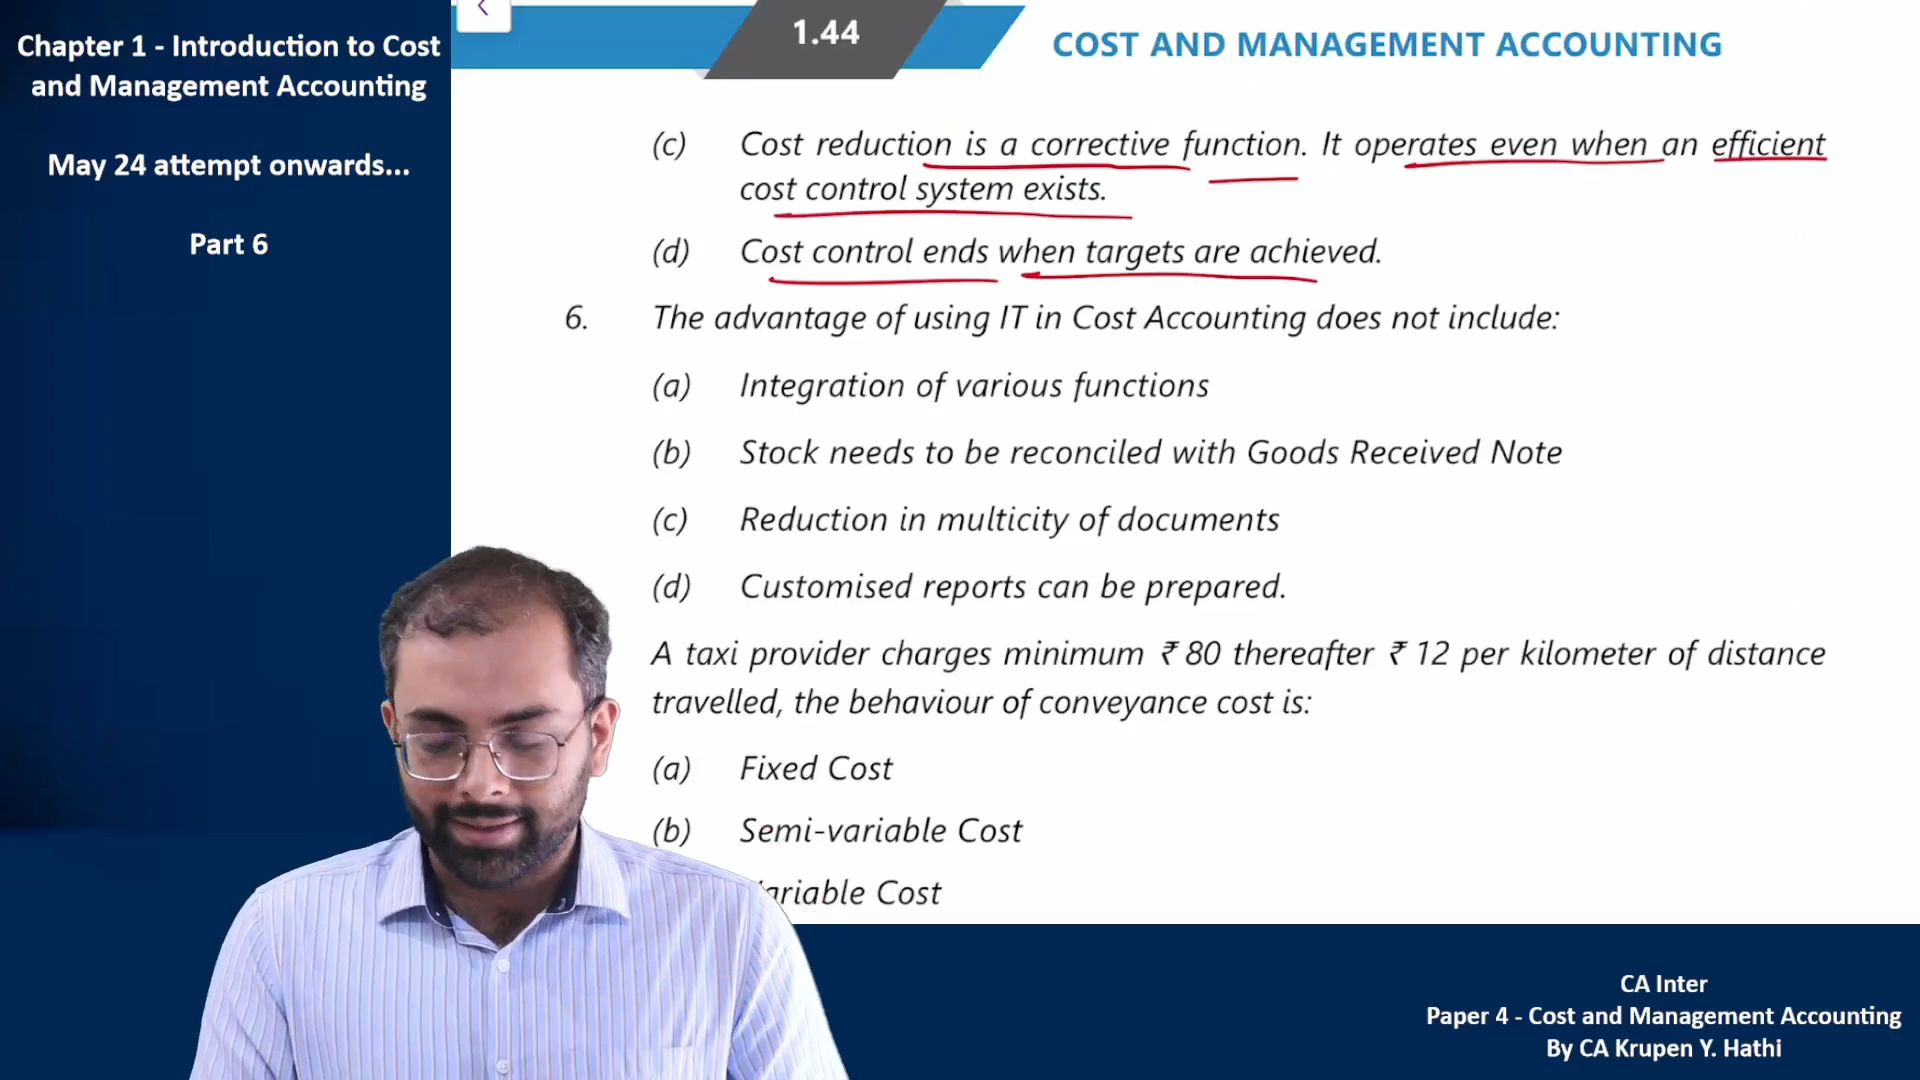 Chapter 1 - Introduction to Cost
and Management Accounting
May 24 attempt onwards...
Part 6
1.44
COST AND MANAGEMENT ACCOUNTING
(c) Cost reduction is a corrective function. It operates even when an efficient
cost control system exists.
(d) Cost control ends when targets are achieved.
6. The advantage of using IT in Cost Accounting does not include:
(a) Integration of various functions
(b) Stock needs to be reconciled with Goods Received Note
(c) Reduction in multicity of documents
(d) Customised reports can be prepared.
A taxi provider charges minimum ₹ 80 thereafter ₹ 12 per kilometer of distance
travelled, the behaviour of conveyance cost is:
(a) Fixed Cost
(b) Semi-variable Cost
Cost
CA Inter
Paper 4 - Cost and Management Accounting
By CA Krupen Y. Hathi